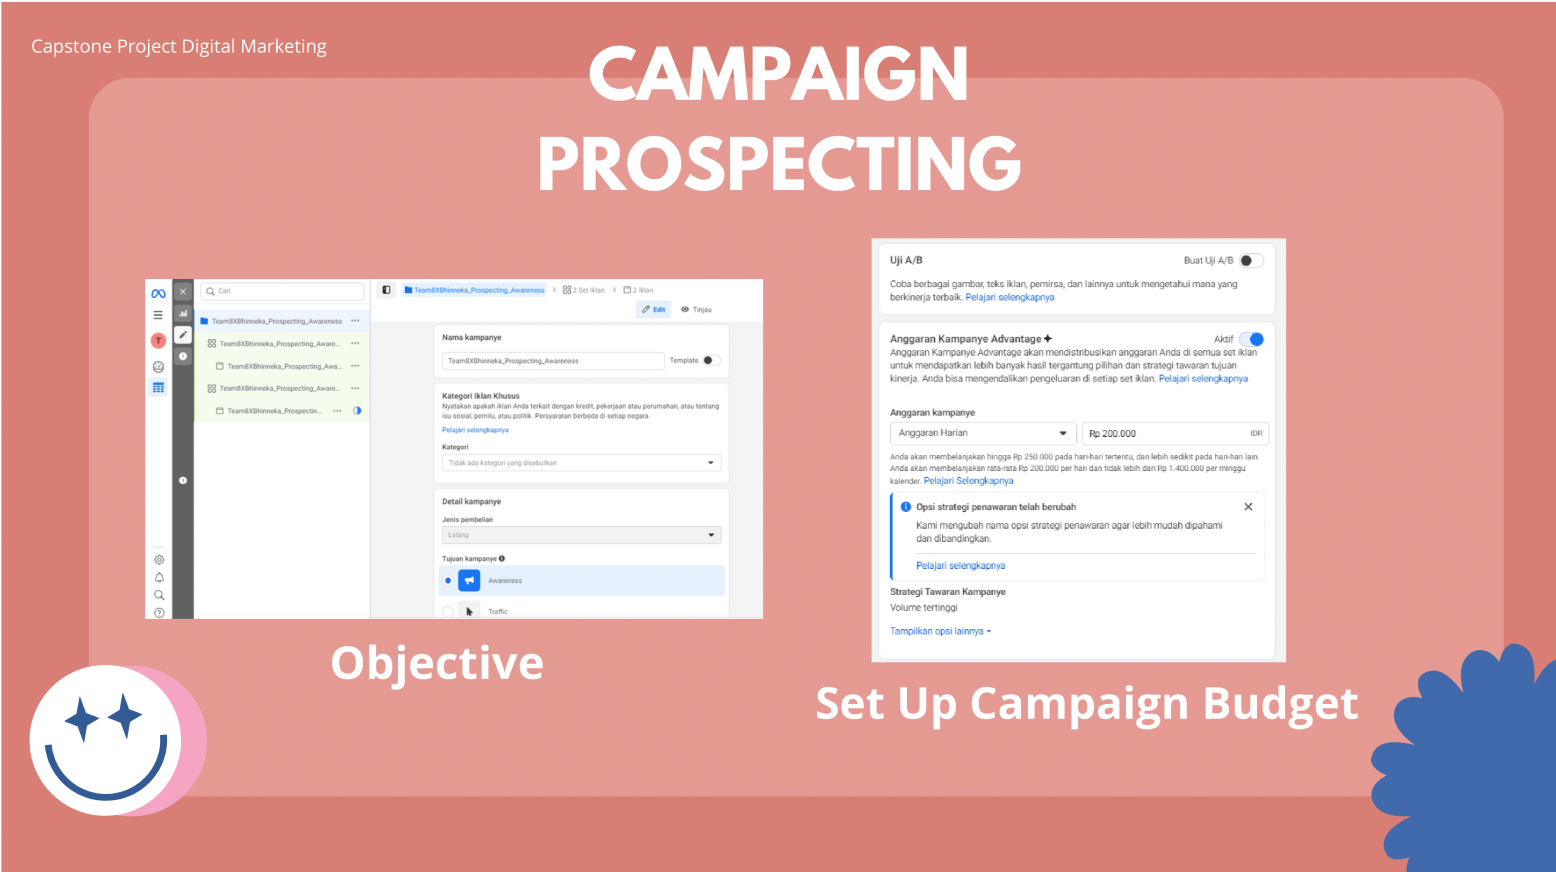 Capstone Project Digital Marketing
CAMPAIGN
PROSPECTING
Cari
Team8XBhinneka_Prospecting_Awareness
Team8XBhinneka_Prospecting_Aware...
Team8XBhinneka_Prospecting_Awa...
Team8XBhinneka_Prospecting_Aware...
Team8XBhinneka_Prospectin...
T
Team8XBhinneka_Prospecting_Awareness > 2 Set Iklan > 2 Iklan
Edit Tinjau
Nama kampanye
Team8XBhinneka_Prospecting_Awareness Template
Kategori Iklan Khusus
Nyatakan apakah iklan Anda terkait dengan kredit, pekerjaan atau perumahan, atau tentang
isu sosial, pemilu, atau politik. Persyaratan berbeda di setiap negara.
Pelajari selengkapnya
Kategori
Tidak ada kategori yang disebutkan
Detail kampanye
Jenis pembelian
Lelang
Tujuan kampanye
Awareness
Traffic
Objective
Uji A/B Buat Uji A/B
Coba berbagai gambar, teks iklan, pemirsa, dan lainnya untuk mengetahui mana yang
berkinerja terbaik. Pelajari selengkapnya
Anggaran Kampanye Advantage+ Aktif
Anggaran Kampanye Advantage akan mendistribusikan anggaran Anda di semua set iklan
untuk mendapatkan lebih banyak hasil tergantung pilihan dan strategi tawaran tujuan
kinerja. Anda bisa mengendalikan pengeluaran di setiap set iklan. Pelajari selengkapnya
Anggaran kampanye
Anggaran Harian Rp 200.000 IDR
Anda akan membelanjakan hingga Rp 250.000 pada hari-hari tertentu, dan lebih sedikit pada hari-hari lain.
Anda akan membelanjakan rata-rata Rp 200.000 per hari dan tidak lebih dari Rp 1.400.000 per minggu
kalender. Pelajari Selengkapnya
Opsi strategi penawaran telah berubah
Kami mengubah nama opsi strategi penawaran agar lebih mudah dipahami
dan dibandingkan.
Pelajari selengkapnya
Strategi Tawaran Kampanye
Volume tertinggi
Tampilkan opsi lainnya
Set Up Campaign Budget